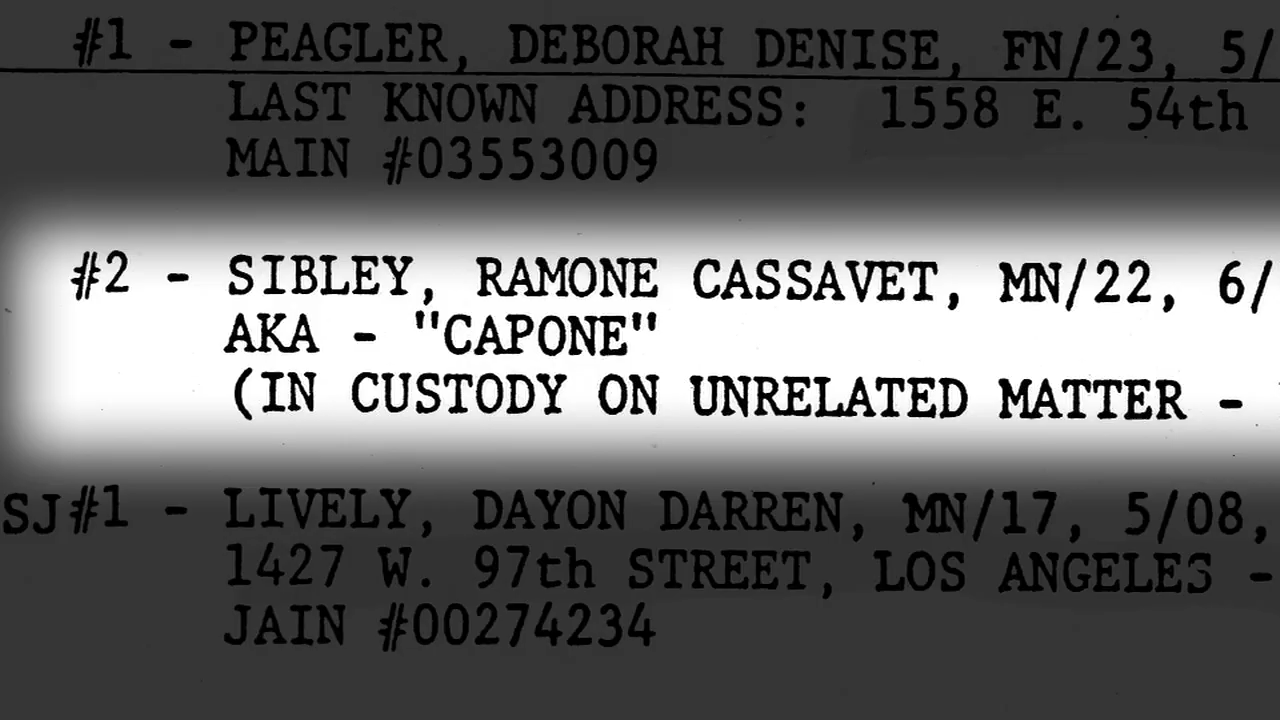 #1 - PEAGLER, DEBORAH DENISE, FN/23, 5/
LAST KNOWN ADDRESS: 1558 E. 54th
MAIN #03553009
#2 - SIBLEY, RAMONE CASSAVET, MN/22, 6/
AKA - "CAPONE"
(IN CUSTODY ON UNRELATED MATTER -
SJ#1 - LIVELY, DAYON DARREN, MN/17, 5/08,
1427 W. 97th STREET, LOS ANGELES -
JAIN #00274234